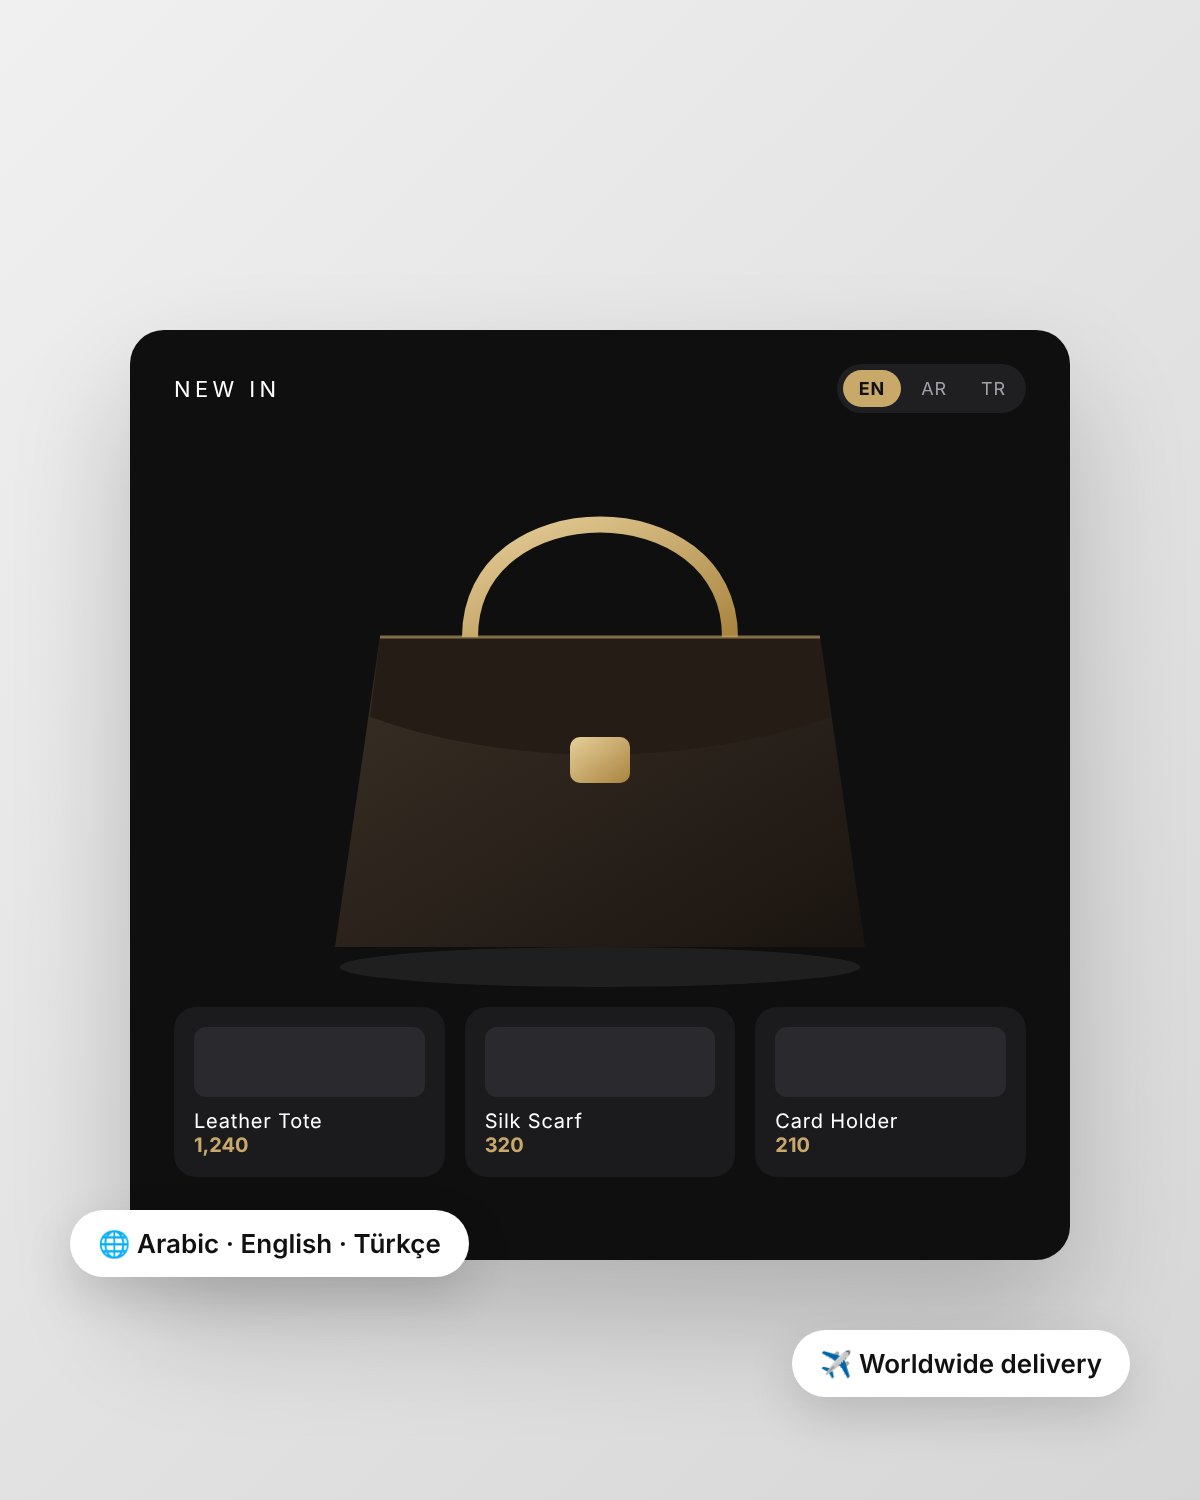 NEW IN
EN AR TR
Leather Tote
1,240
Silk Scarf
320
Card Holder
210
🌐 Arabic · English · Türkçe
✈️ Worldwide delivery